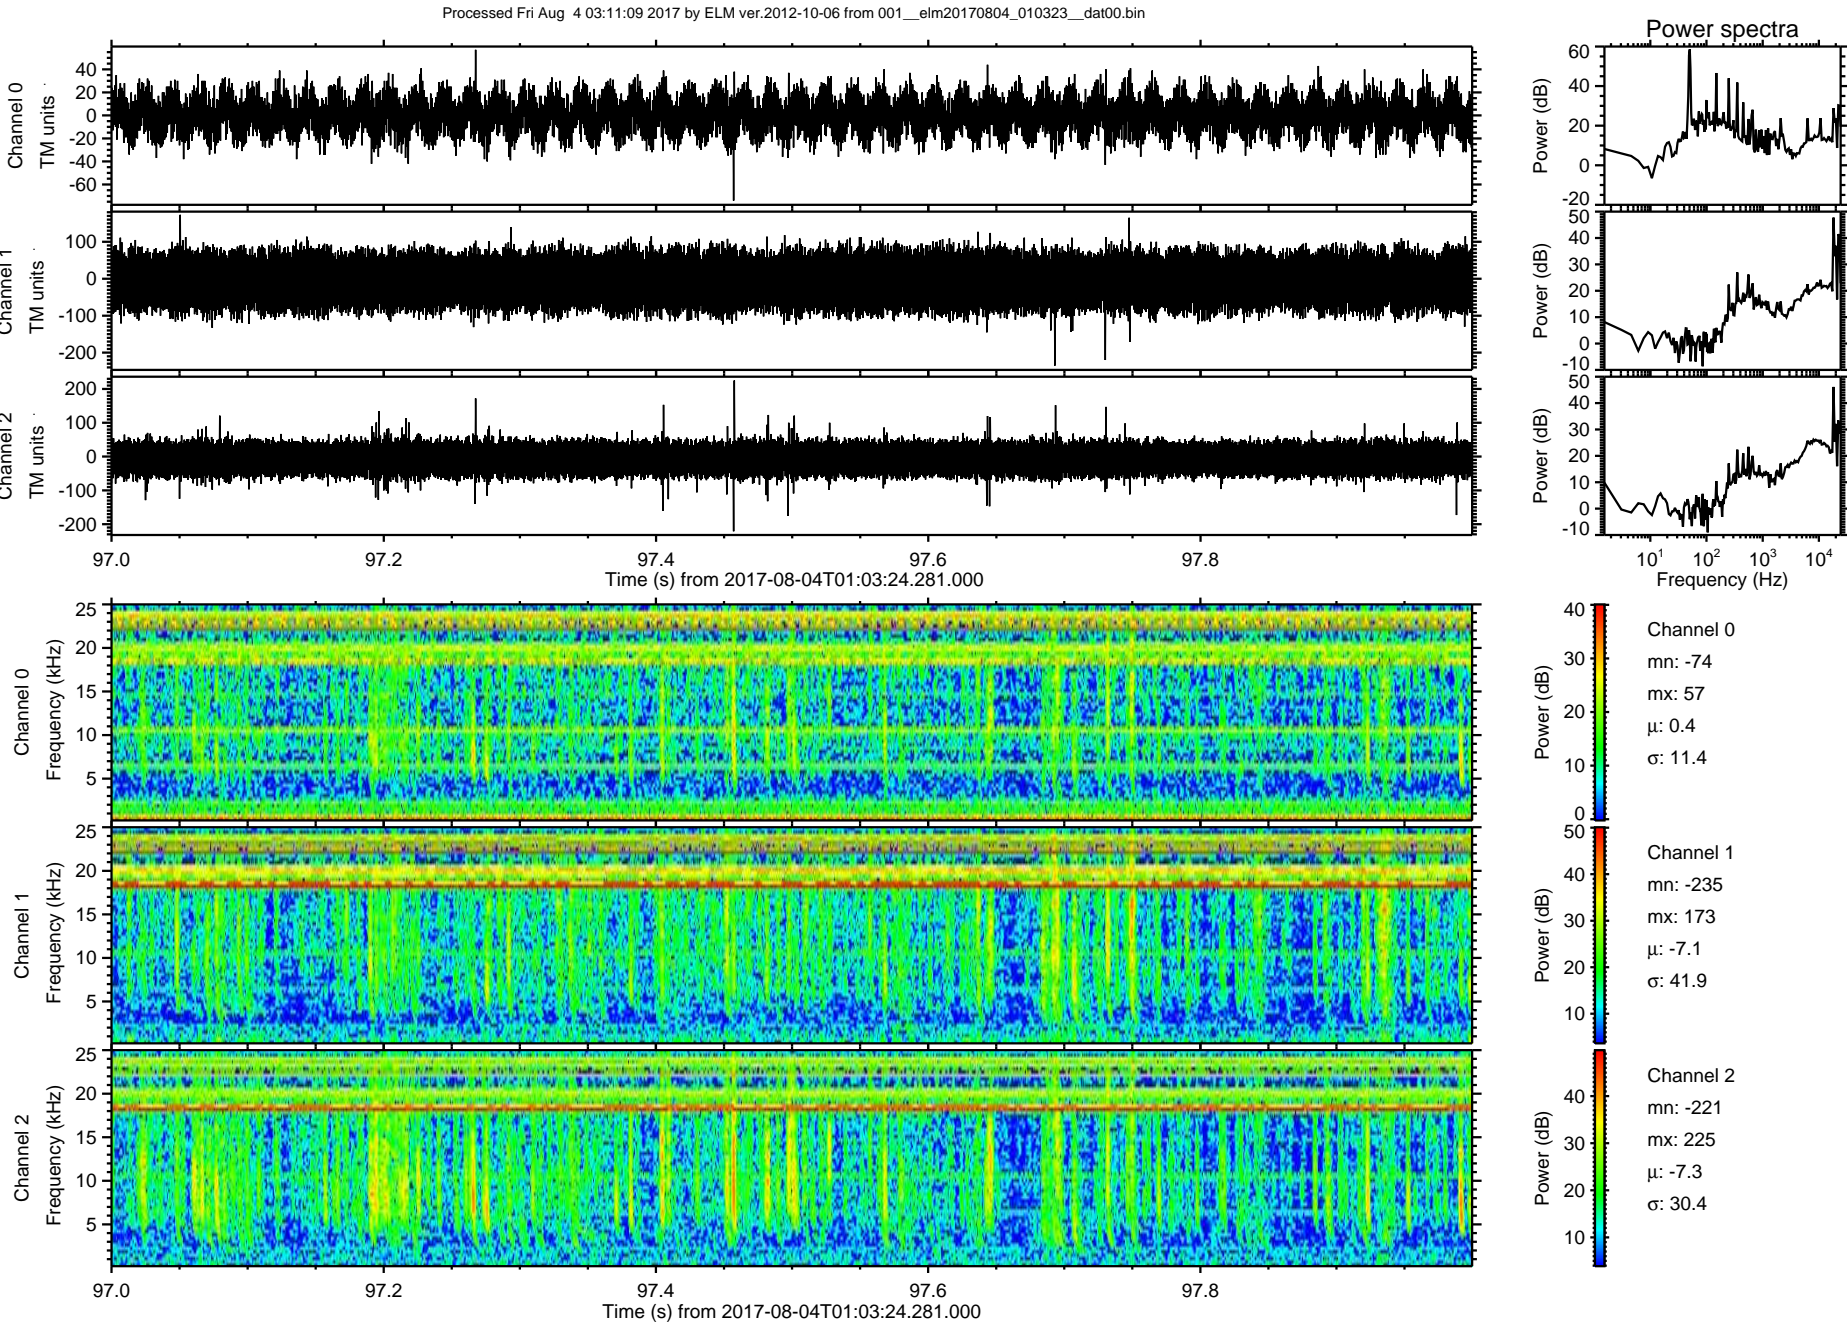 Processed Fri Aug  4 03:11:09 2017 by ELM ver.2012-10-06 from 001__elm20170804_010323__dat00.bin
Power spectra
Channel 0
TM units
40
20
0
-20
-40
-60
Power (dB)
60
40
20
0
-20
Channel 1
TM units
100
0
-100
-200
Power (dB)
50
40
30
20
10
0
-10
Channel 2
TM units
200
100
0
-100
-200
Power (dB)
50
40
30
20
10
0
-10
97.0 97.2 97.4 97.6 97.8
Time (s) from 2017-08-04T01:03:24.281.000
10^1 10^2 10^3 10^4
Frequency (Hz)
Channel 0
Frequency (kHz)
25
20
15
10
5
Power (dB)
40
30
20
10
0
Channel 0
mn: -74
mx: 57
μ: 0.4
σ: 11.4
Channel 1
Frequency (kHz)
25
20
15
10
5
Power (dB)
50
40
30
20
10
Channel 1
mn: -235
mx: 173
μ: -7.1
σ: 41.9
Channel 2
Frequency (kHz)
25
20
15
10
5
Power (dB)
40
30
20
10
Channel 2
mn: -221
mx: 225
μ: -7.3
σ: 30.4
97.0 97.2 97.4 97.6 97.8
Time (s) from 2017-08-04T01:03:24.281.000